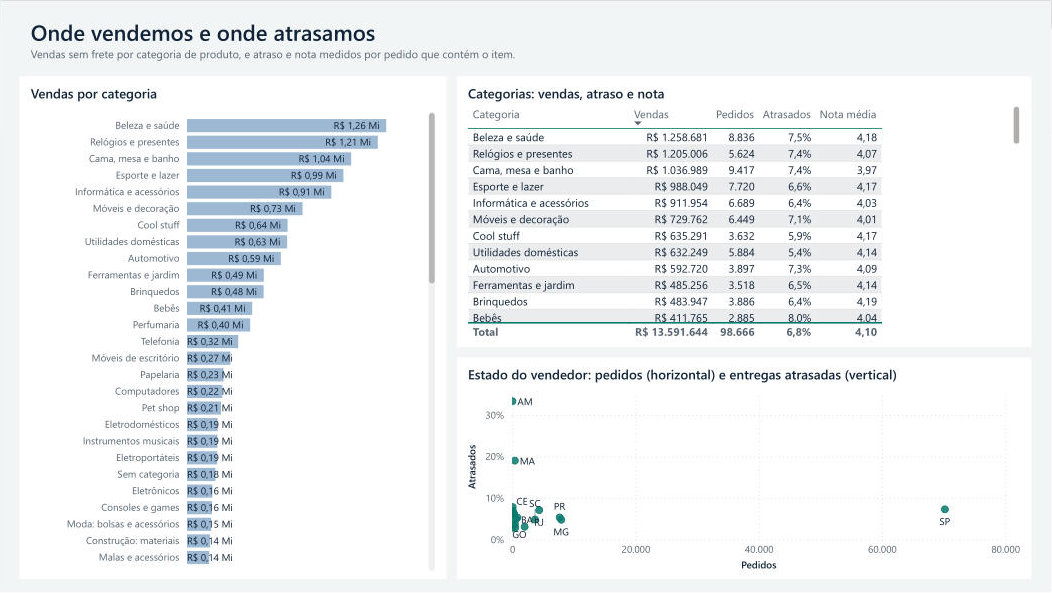 Onde vendemos e onde atrasamos
Vendas sem frete por categoria de produto, e atraso e nota medidos por pedido que contém o item.
Vendas por categoria
Beleza e saúde R$ 1,26 Mi
Relógios e presentes R$ 1,21 Mi
Cama, mesa e banho R$ 1,04 Mi
Esporte e lazer R$ 0,99 Mi
Informática e acessórios R$ 0,91 Mi
Móveis e decoração R$ 0,73 Mi
Cool stuff R$ 0,64 Mi
Utilidades domésticas R$ 0,63 Mi
Automotivo R$ 0,59 Mi
Ferramentas e jardim R$ 0,49 Mi
Brinquedos R$ 0,48 Mi
Bebês R$ 0,41 Mi
Perfumaria R$ 0,40 Mi
Telefonia R$ 0,32 Mi
Móveis de escritório R$ 0,27 Mi
Papelaria R$ 0,23 Mi
Computadores R$ 0,22 Mi
Pet shop R$ 0,21 Mi
Eletrodomésticos R$ 0,19 Mi
Instrumentos musicais R$ 0,19 Mi
Eletroportáteis R$ 0,19 Mi
Sem categoria R$ 0,18 Mi
Eletrônicos R$ 0,16 Mi
Consoles e games R$ 0,16 Mi
Moda: bolsas e acessórios R$ 0,15 Mi
Construção: materiais R$ 0,14 Mi
Malas e acessórios R$ 0,14 Mi
Categorias: vendas, atraso e nota
Categoria Vendas Pedidos Atrasados Nota média
Beleza e saúde R$ 1.258.681 8.836 7,5% 4,18
Relógios e presentes R$ 1.205.006 5.624 7,4% 4,07
Cama, mesa e banho R$ 1.036.989 9.417 7,4% 3,97
Esporte e lazer R$ 988.049 7.720 6,6% 4,17
Informática e acessórios R$ 911.954 6.689 6,4% 4,03
Móveis e decoração R$ 729.762 6.449 7,1% 4,01
Cool stuff R$ 635.291 3.632 5,9% 4,17
Utilidades domésticas R$ 632.249 5.884 5,4% 4,14
Automotivo R$ 592.720 3.897 7,3% 4,09
Ferramentas e jardim R$ 485.256 3.518 6,5% 4,14
Brinquedos R$ 483.947 3.886 6,4% 4,19
Bebês R$ 411.765 2.885 8,0% 4,04
Total R$ 13.591.644 98.666 6,8% 4,10
Estado do vendedor: pedidos (horizontal) e entregas atrasadas (vertical)
Atrasados
30%
20%
10%
0%
AM
MA
CE SC PR
BA RJ
GO MG
SP
0 20.000 40.000 60.000 80.000
Pedidos